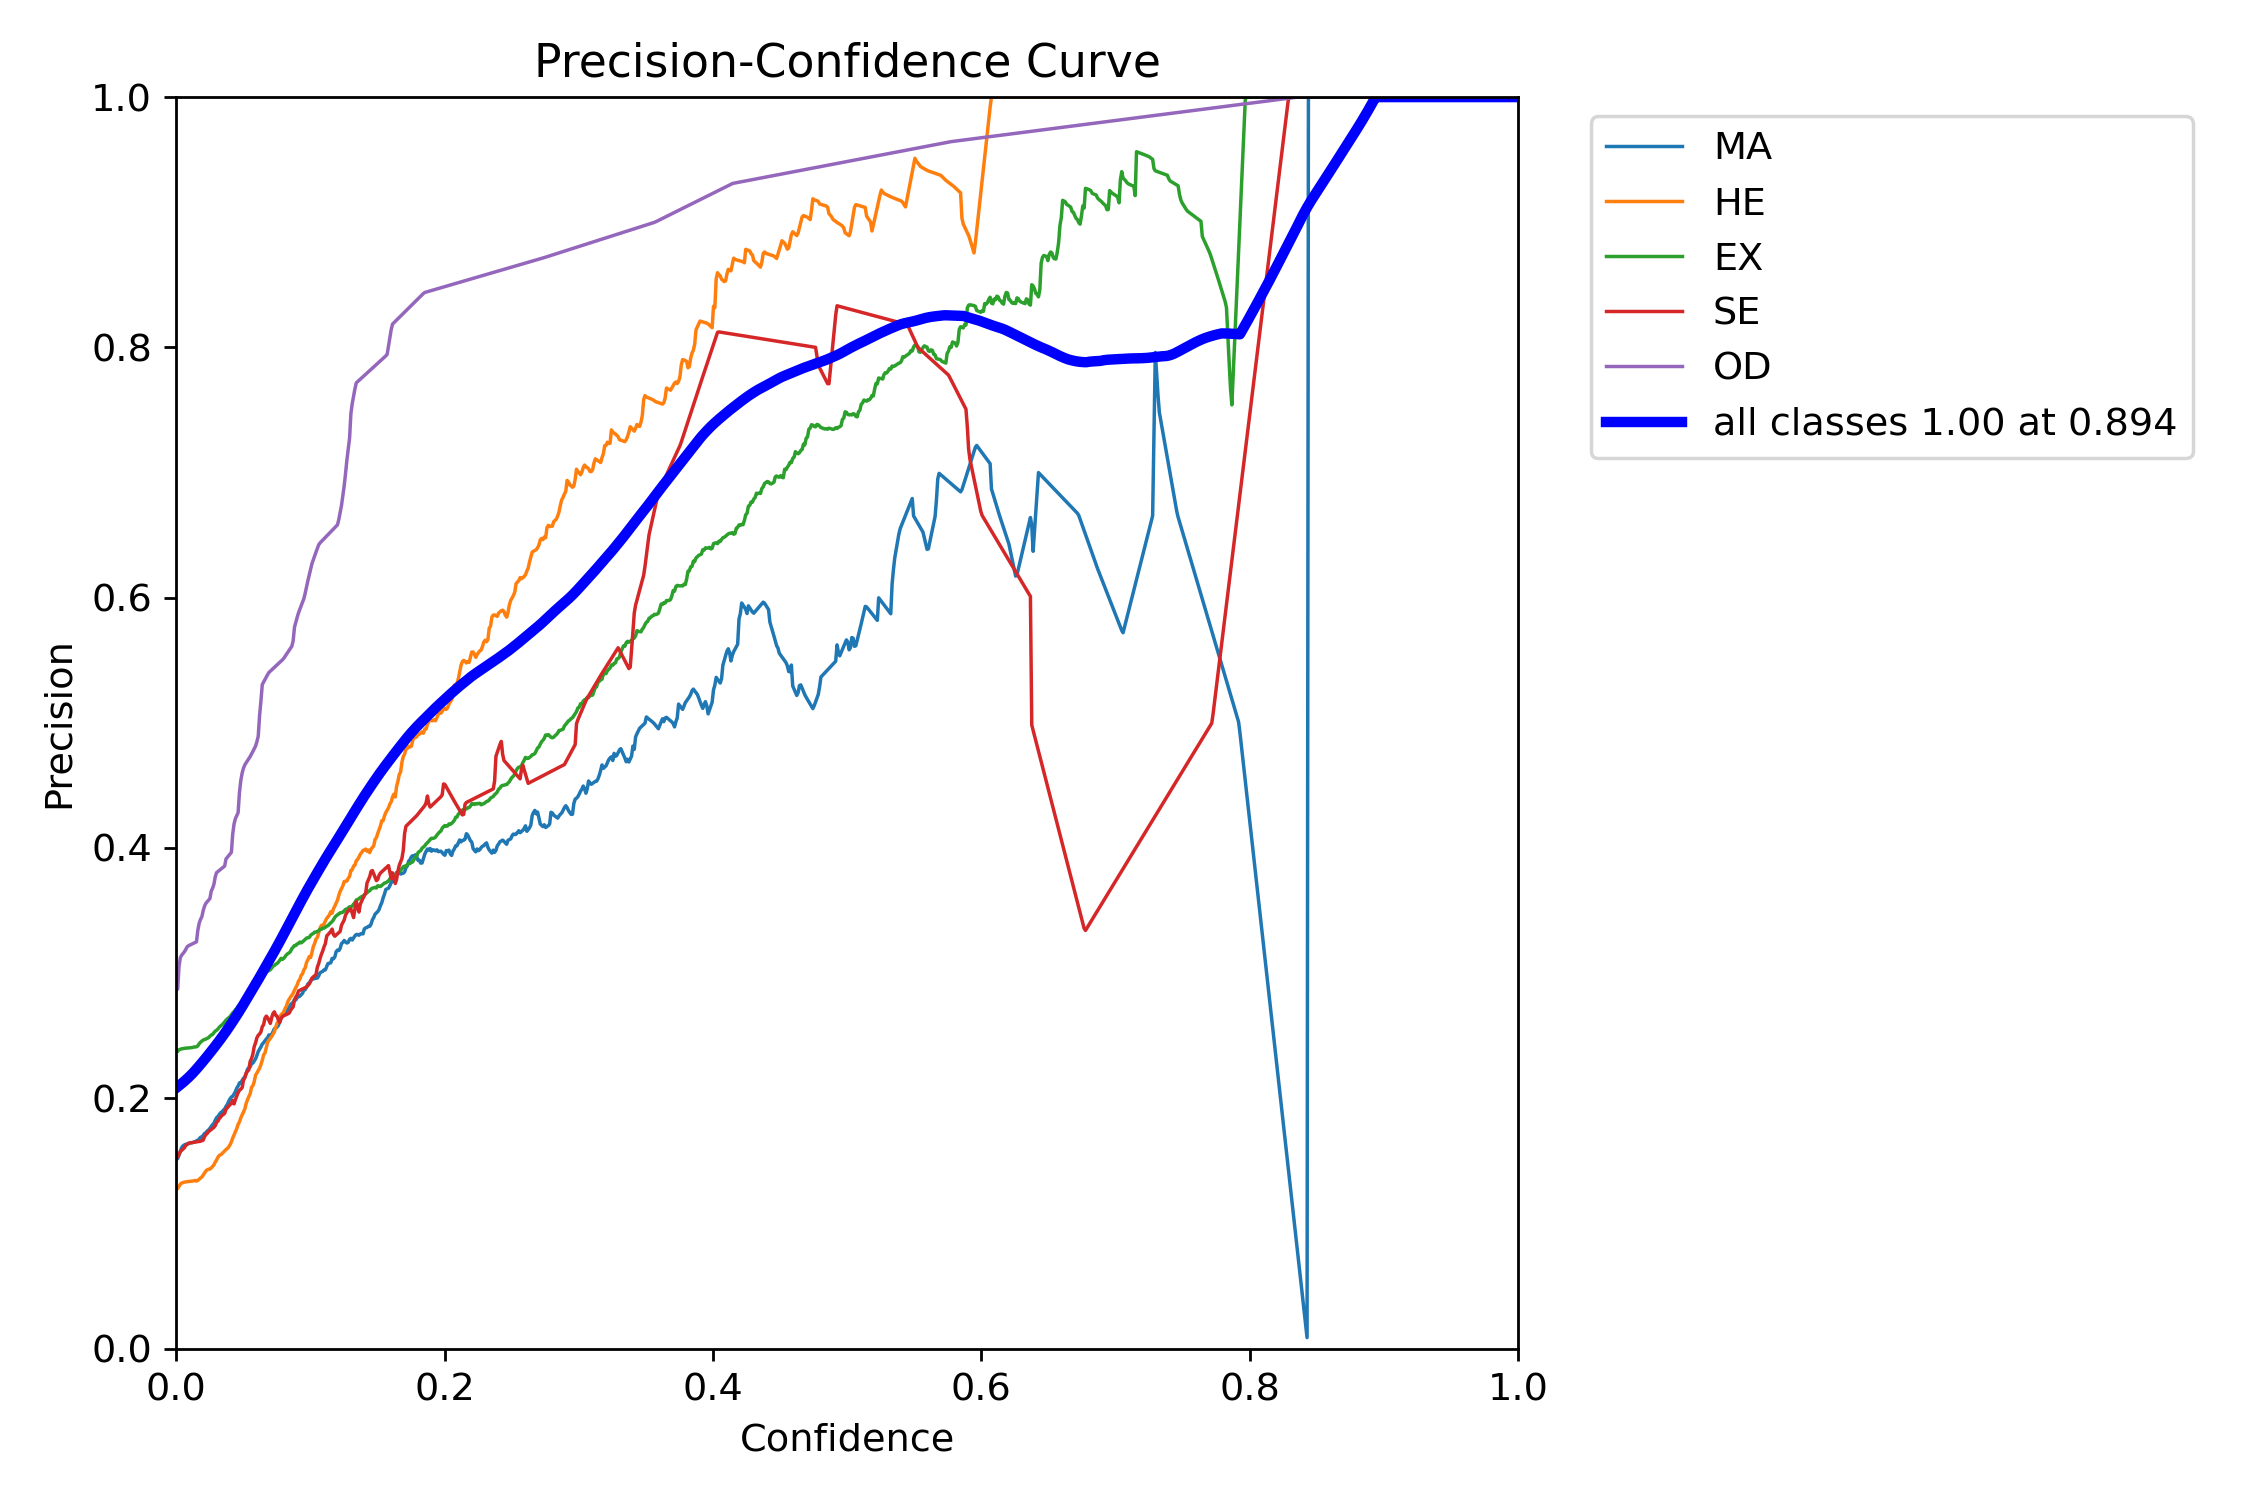 Precision-Confidence Curve
1.0
0.8
0.6
0.4
0.2
0.0
Precision
0.0 0.2 0.4 0.6 0.8 1.0
Confidence
MA
HE
EX
SE
OD
all classes 1.00 at 0.894